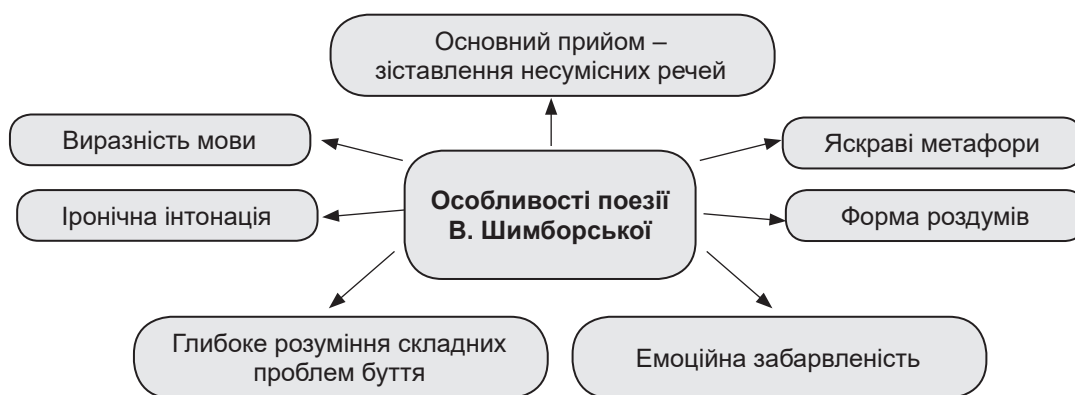 Основний прийом –
зіставлення несумісних речей
Виразність мови
Яскраві метафори
Особливості поезії
В. Шимборської
Іронічна інтонація
Форма роздумів
Глибоке розуміння складних
проблем буття
Емоційна забарвленість